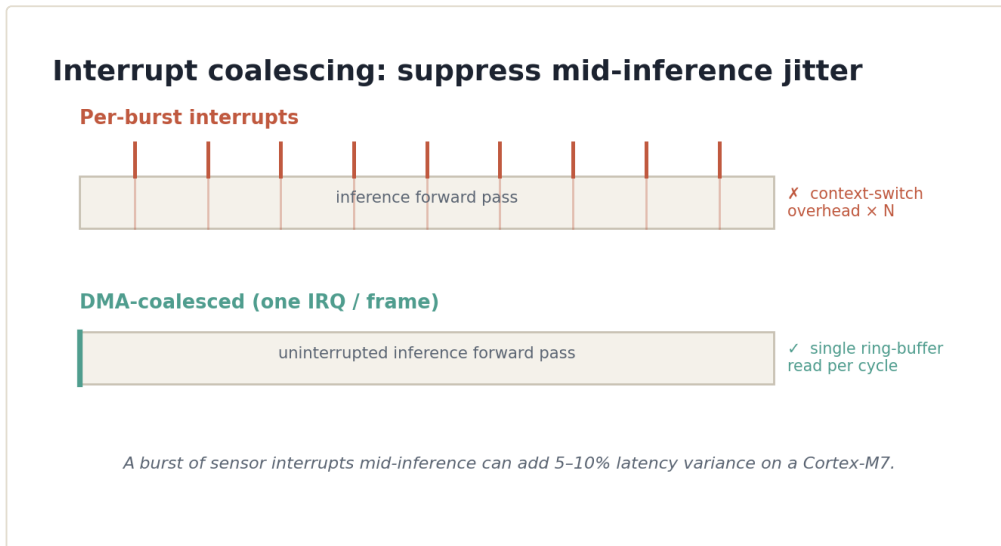 Interrupt coalescing: suppress mid-inference jitter
Per-burst interrupts
inference forward pass
✗ context-switch
overhead × N
DMA-coalesced (one IRQ / frame)
uninterrupted inference forward pass
✓ single ring-buffer
read per cycle
A burst of sensor interrupts mid-inference can add 5–10% latency variance on a Cortex-M7.